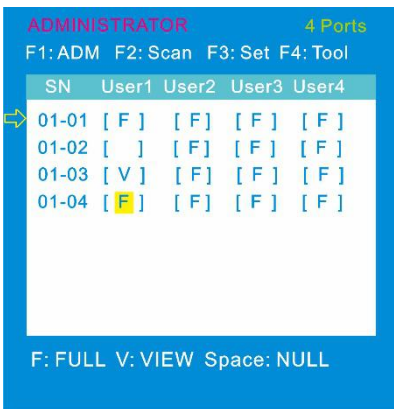 ADMINISTRATOR 4 Ports
F1: ADM F2: Scan F3: Set F4: Tool
SN User1 User2 User3 User4
01-01 [ F ] [ F ] [ F ] [ F ]
01-02 [   ] [ F ] [ F ] [ F ]
01-03 [ V ] [ F ] [ F ] [ F ]
01-04 [ F ] [ F ] [ F ] [ F ]
F: FULL V: VIEW Space: NULL